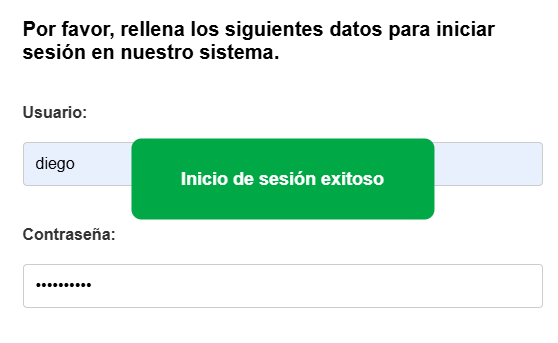 Por favor, rellena los siguientes datos para iniciar
sesión en nuestro sistema.
Usuario:
diego
Inicio de sesión exitoso
Contraseña:
••••••••••